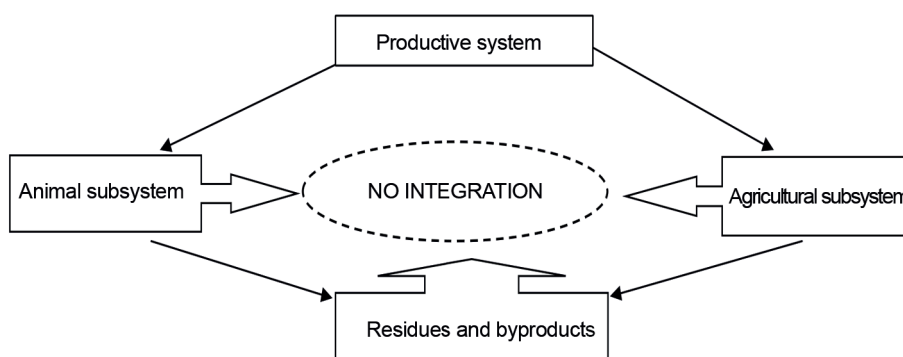 Productive system
Animal subsystem
NO INTEGRATION
Agricultural subsystem
Residues and byproducts